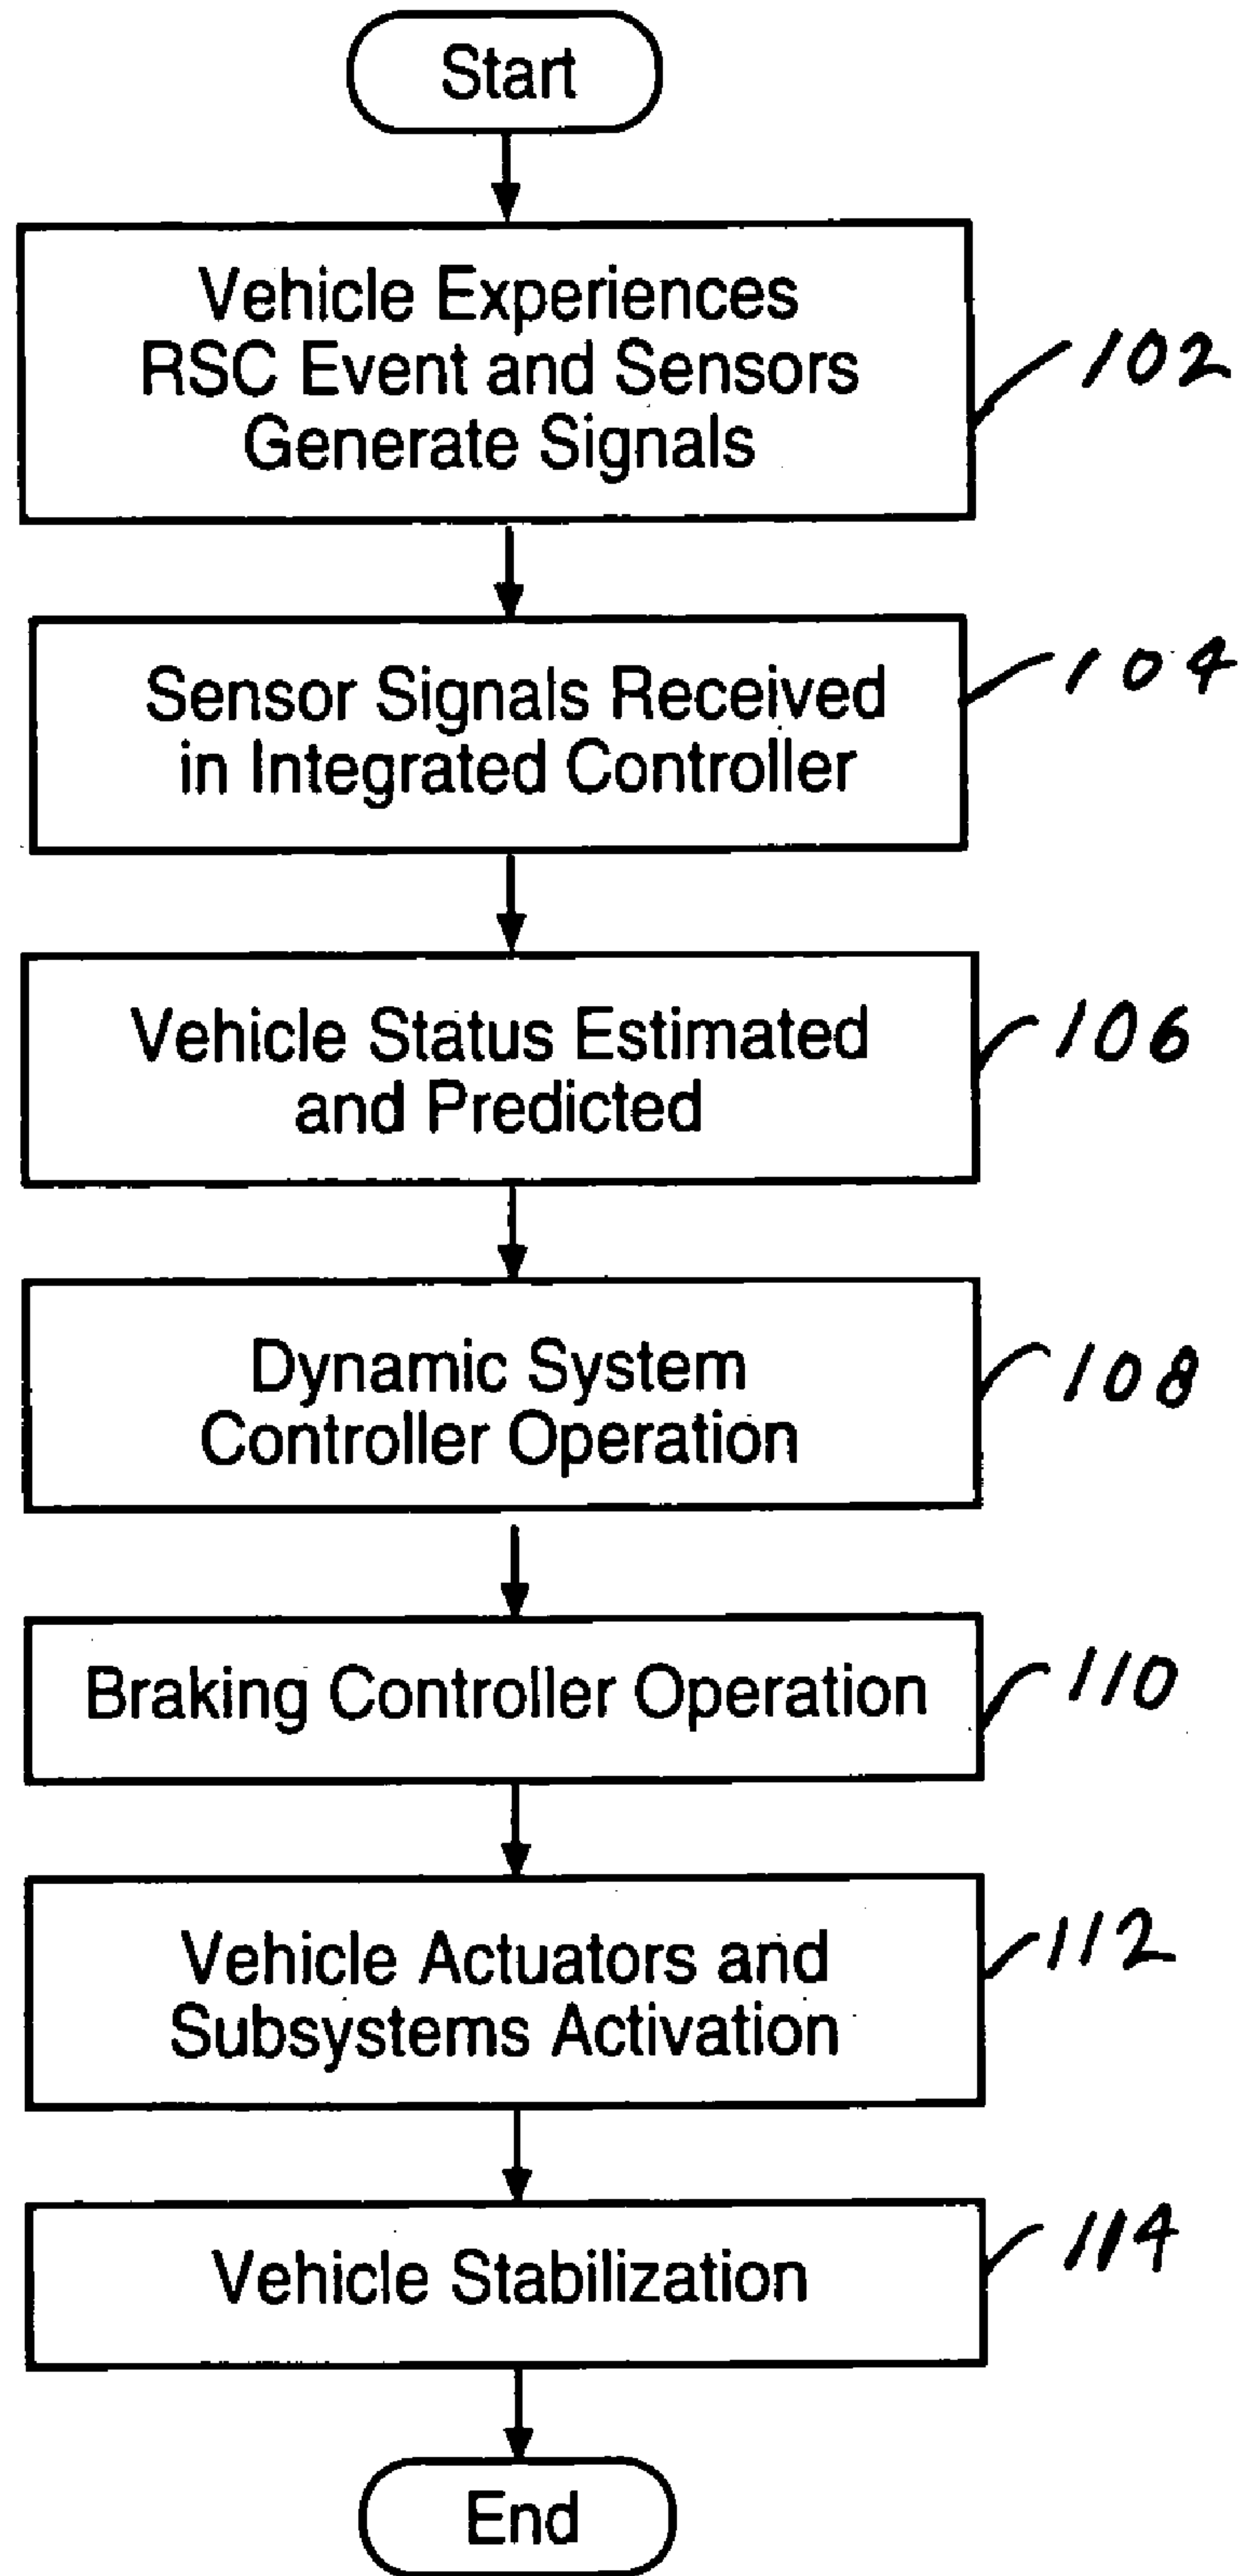 Start
Vehicle Experiences
RSC Event and Sensors
Generate Signals
102
Sensor Signals Received
in Integrated Controller
104
Vehicle Status Estimated
and Predicted
106
Dynamic System
Controller Operation
108
Braking Controller Operation
110
Vehicle Actuators and
Subsystems Activation
112
Vehicle Stabilization
114
End